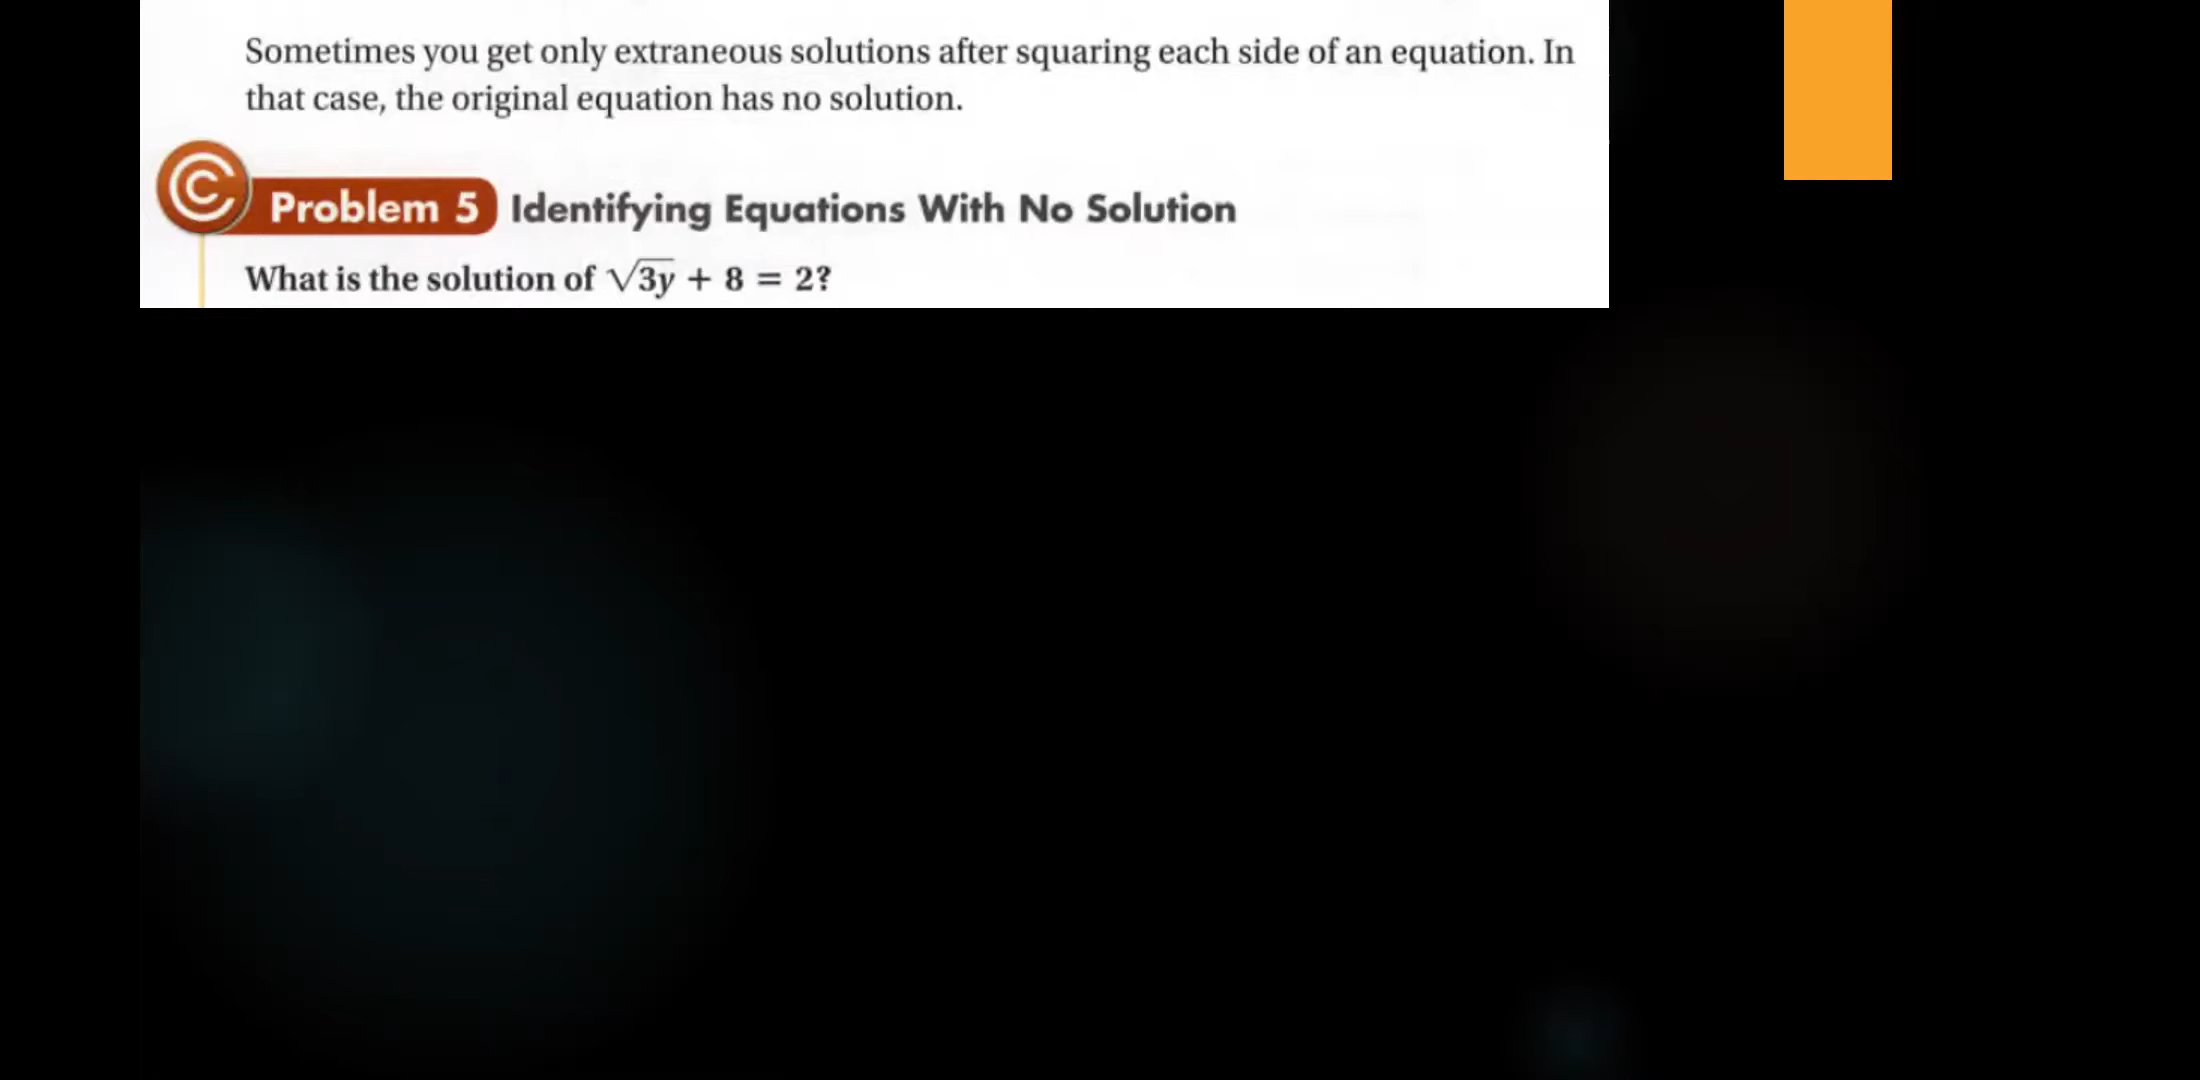 Sometimes you get only extraneous solutions after squaring each side of an equation. In
that case, the original equation has no solution.
© Problem 5 Identifying Equations With No Solution
What is the solution of √3y + 8 = 2?